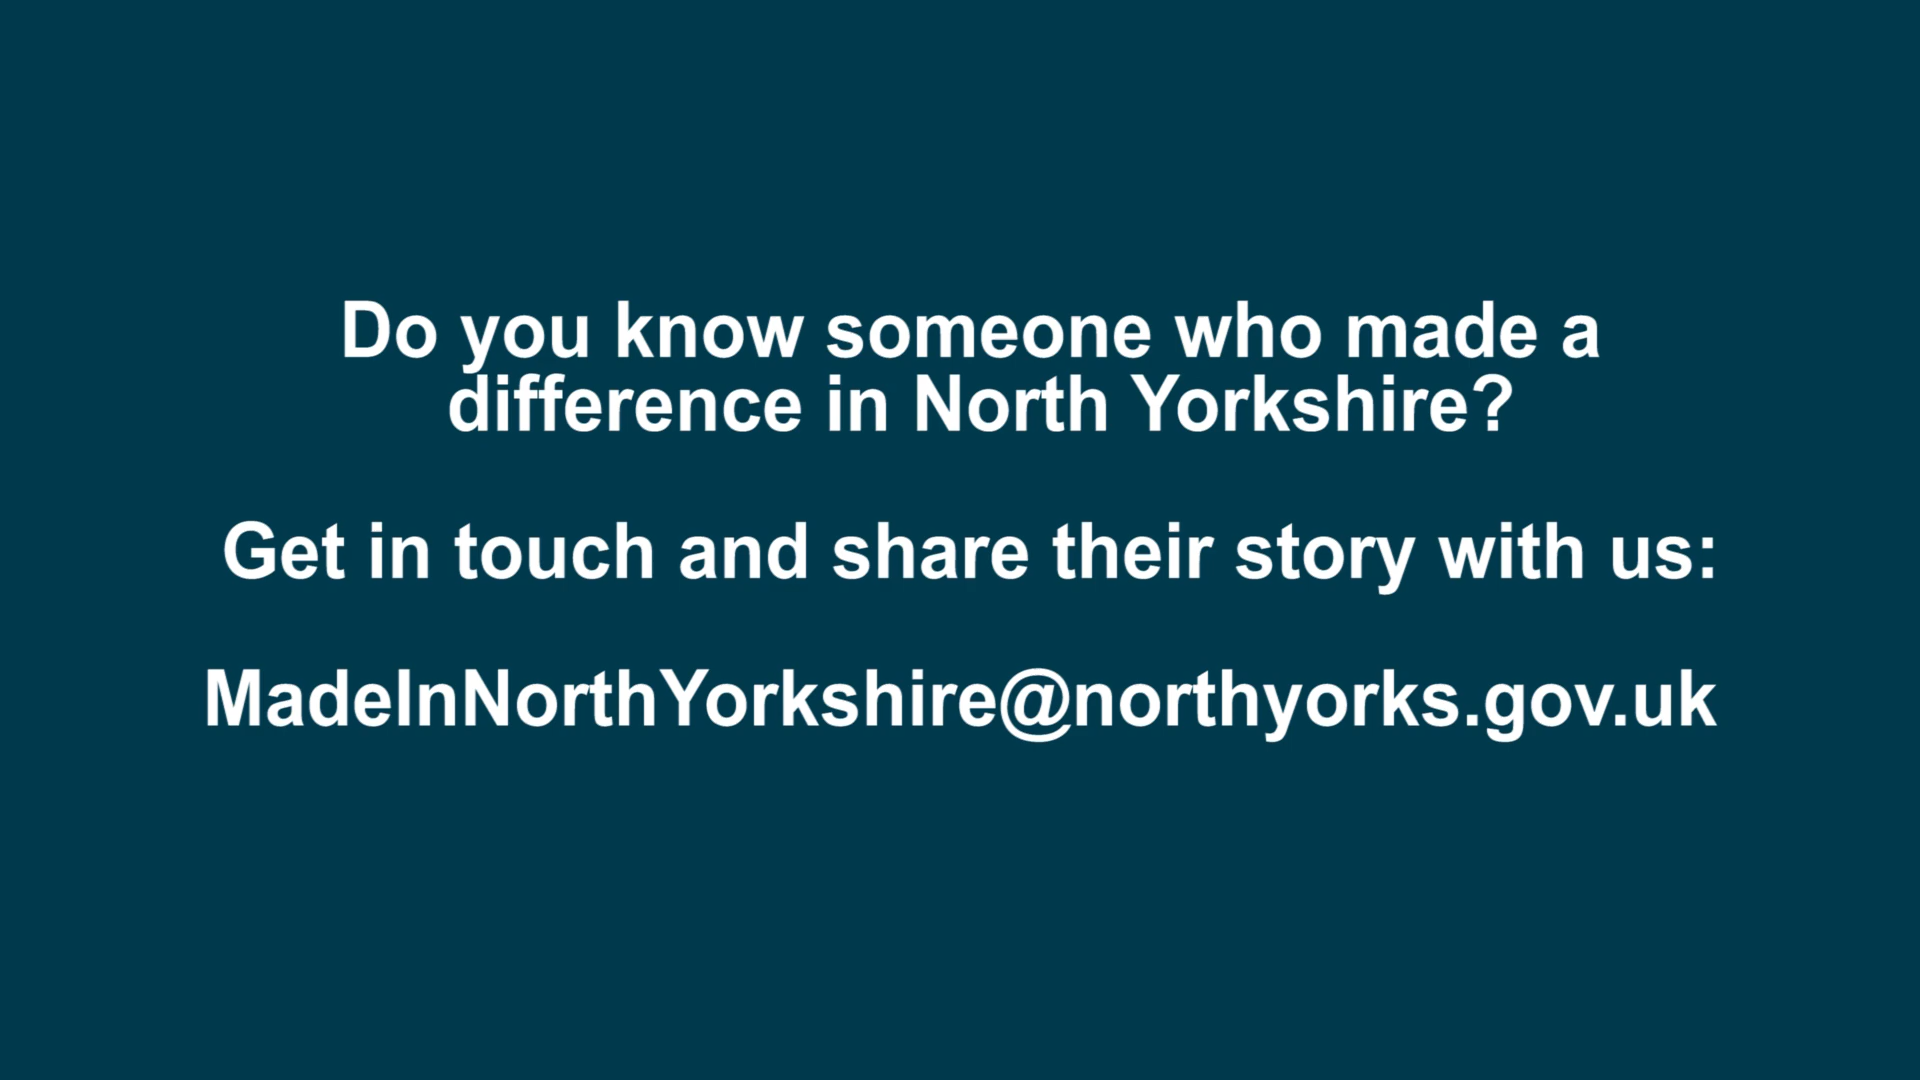 Do you know someone who made a
difference in North Yorkshire?
Get in touch and share their story with us:
MadeInNorthYorkshire@northyorks.gov.uk